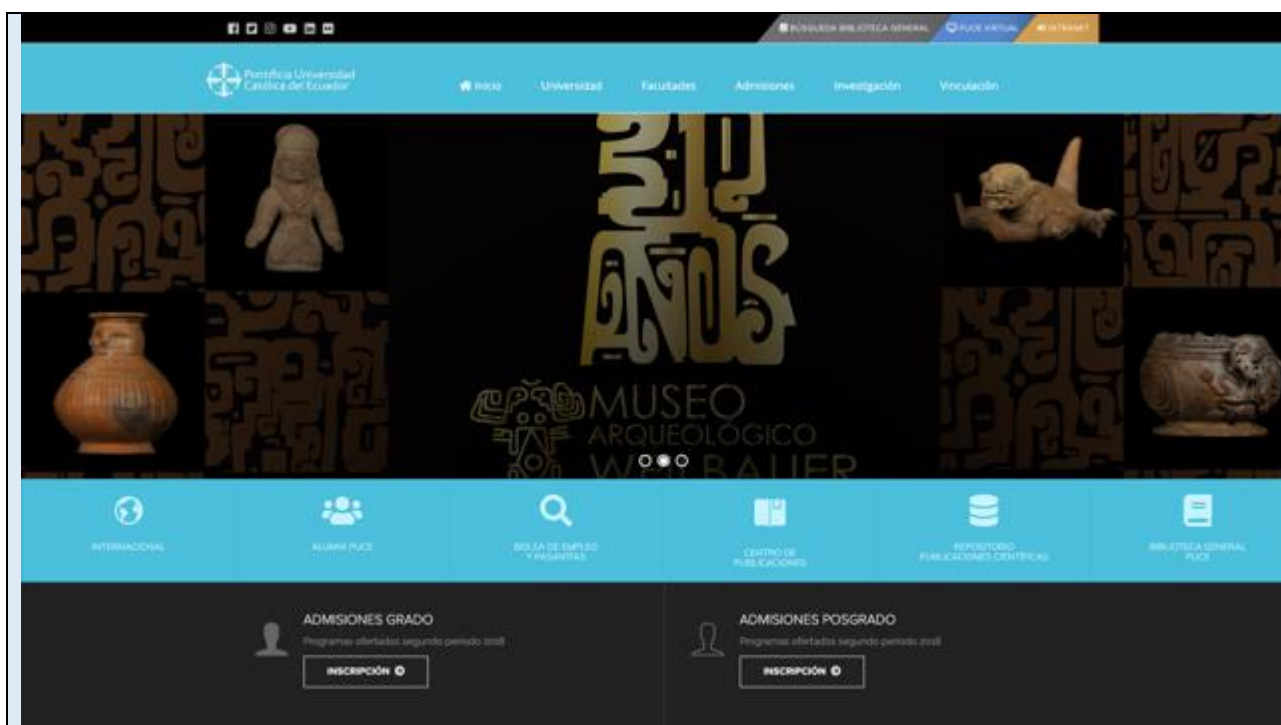 BÚSQUEDA BIBLIOTECA GENERAL
PUCE VIRTUAL
INTRANET
Pontificia Universidad
Católica del Ecuador
Inicio
Universidad
Facultades
Admisiones
Investigación
Vinculación
AÑOS
MUSEO
ARQUEOLÓGICO
WEILBAUER
INTERNACIONAL
ALUMNI PUCE
BOLSA DE EMPLEO
Y PASANTÍAS
CENTRO DE
PUBLICACIONES
REPOSITORIO
PUBLICACIONES CIENTÍFICAS
BIBLIOTECA GENERAL
PUCE
ADMISIONES GRADO
Programas ofertados segundo periodo 2018
INSCRIPCIÓN
ADMISIONES POSGRADO
Programas ofertados segundo periodo 2018
INSCRIPCIÓN